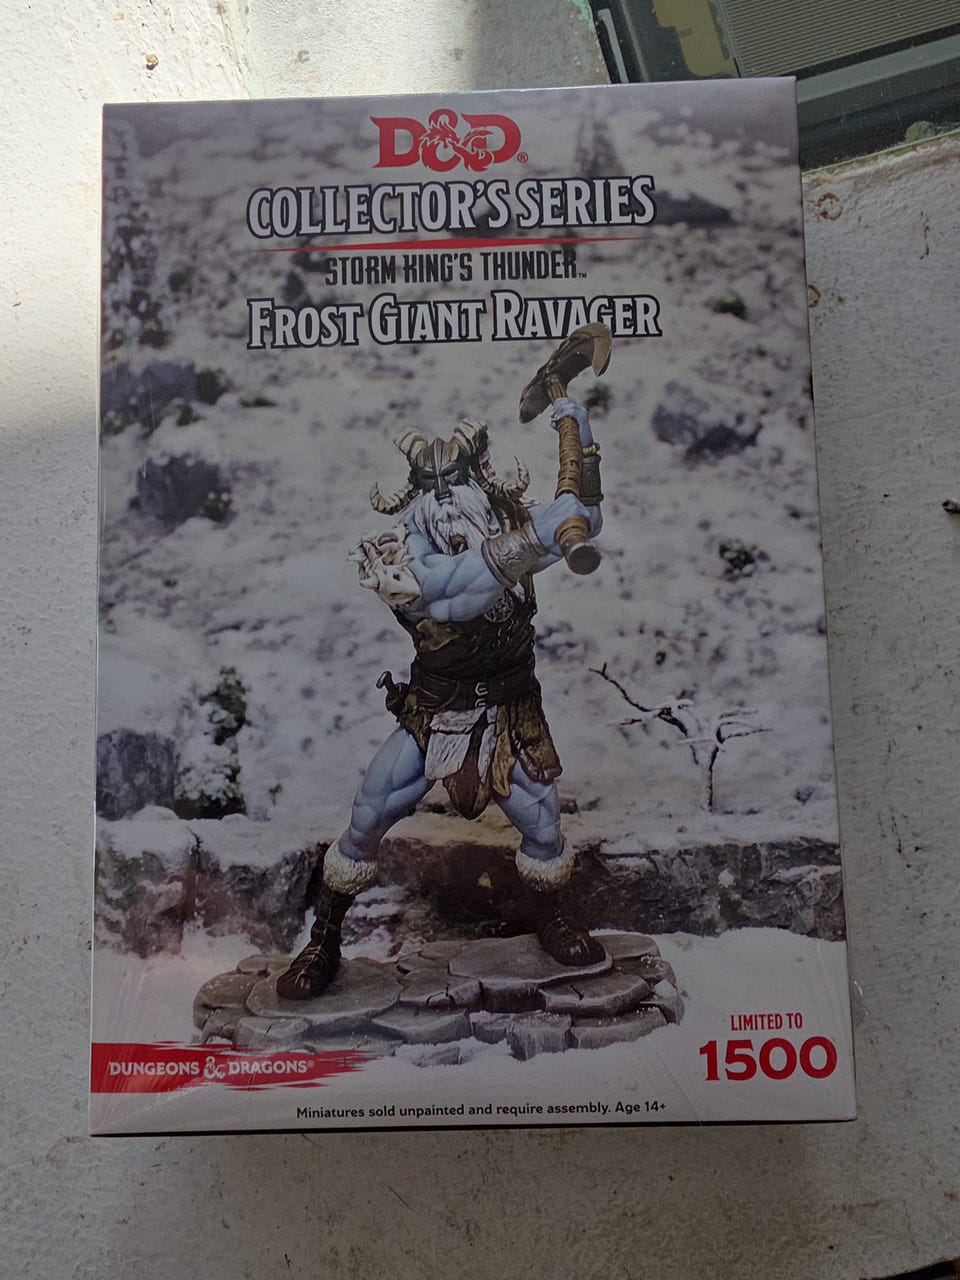 D&D®
COLLECTOR'S SERIES
STORM KING'S THUNDER™
FROST GIANT RAVAGER
LIMITED TO
1500
DUNGEONS & DRAGONS®
Miniatures sold unpainted and require assembly. Age 14+